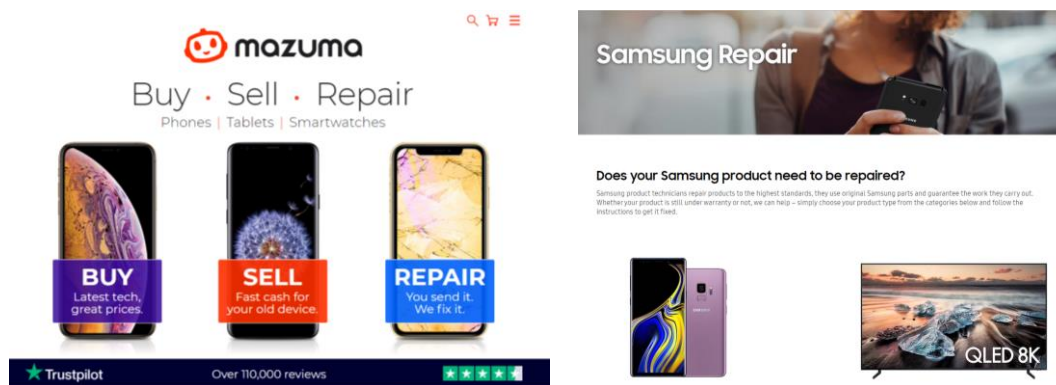 mazuma
Buy • Sell • Repair
Phones | Tablets | Smartwatches
BUY
Latest tech,
great prices.
SELL
Fast cash for
your old device.
REPAIR
You send it.
We fix it.
Trustpilot
Over 110,000 reviews
Samsung Repair
Does your Samsung product need to be repaired?
Samsung product technicians repair products to the highest standards, they use original Samsung parts and guarantee the work they carry out.
Whether your product is still under warranty or not, we can help – simply choose your product type from the categories below and follow the
instructions to get it fixed.
SAMSUNG
QLED 8K